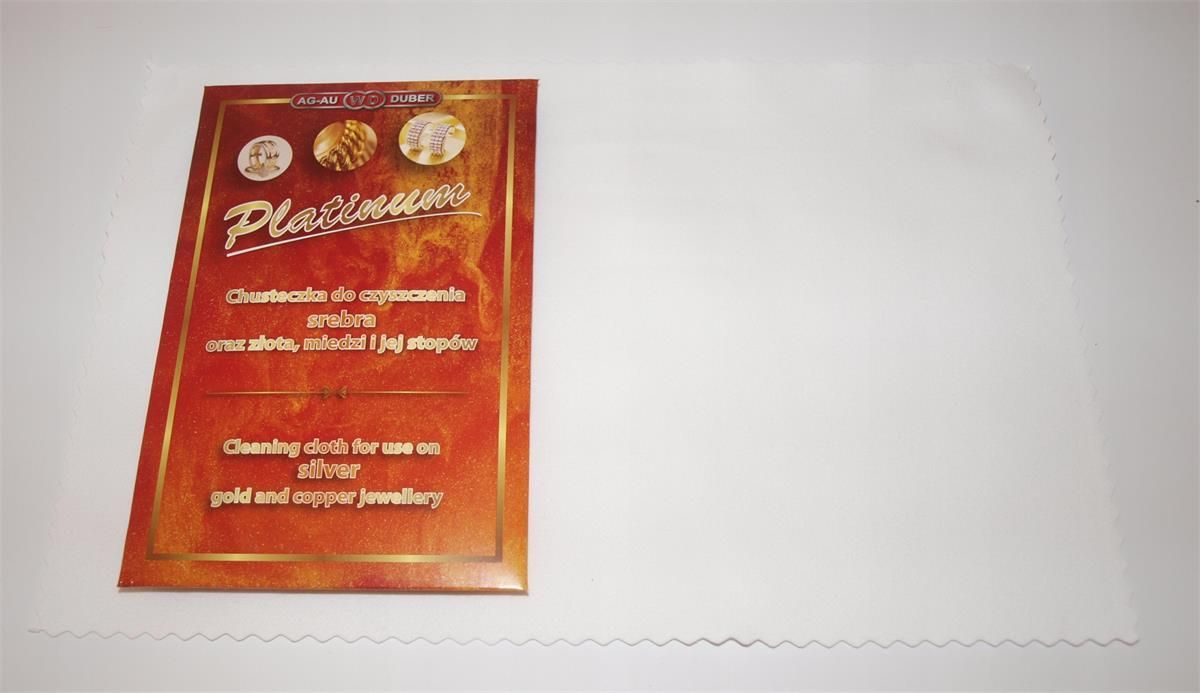 AG-AU WD DUBER
Platinum
Chusteczka do czyszczenia
srebra
oraz złota, miedzi i jej stopów
Cleaning cloth for use on
silver
gold and copper jewellery